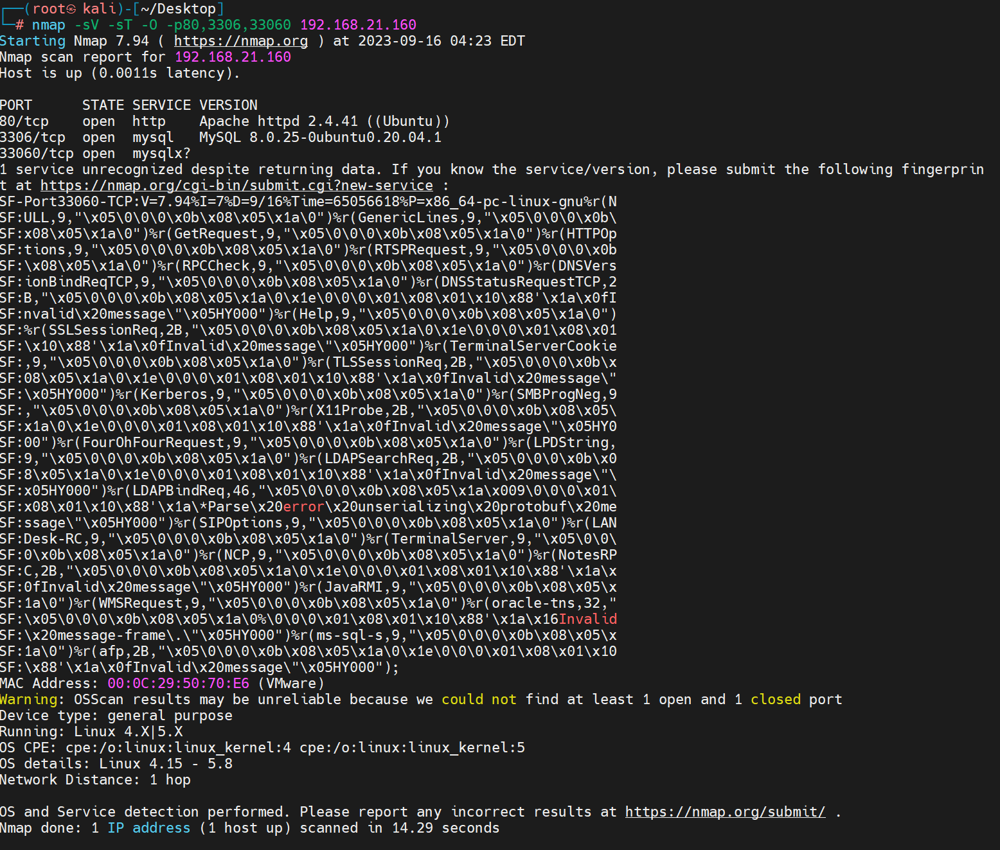 ┌──(root㉿ kali)-[~/Desktop]
└─# nmap -sV -sT -O -p80,3306,33060 192.168.21.160
Starting Nmap 7.94 ( https://nmap.org ) at 2023-09-16 04:23 EDT
Nmap scan report for 192.168.21.160
Host is up (0.0011s latency).

PORT      STATE SERVICE VERSION
80/tcp    open  http    Apache httpd 2.4.41 ((Ubuntu))
3306/tcp  open  mysql   MySQL 8.0.25-0ubuntu0.20.04.1
33060/tcp open  mysqlx?
1 service unrecognized despite returning data. If you know the service/version, please submit the following fingerprin
t at https://nmap.org/cgi-bin/submit.cgi?new-service :
SF-Port33060-TCP:V=7.94%I=7%D=9/16%Time=65056618%P=x86_64-pc-linux-gnu%r(N
SF:ULL,9,"\x05\0\0\0\x0b\x08\x05\x1a\0")%r(GenericLines,9,"\x05\0\0\0\x0b\
SF:x08\x05\x1a\0")%r(GetRequest,9,"\x05\0\0\0\x0b\x08\x05\x1a\0")%r(HTTPOp
SF:tions,9,"\x05\0\0\0\x0b\x08\x05\x1a\0")%r(RTSPRequest,9,"\x05\0\0\0\x0b
SF:\x08\x05\x1a\0")%r(RPCCheck,9,"\x05\0\0\0\x0b\x08\x05\x1a\0")%r(DNSVers
SF:ionBindReqTCP,9,"\x05\0\0\0\x0b\x08\x05\x1a\0")%r(DNSStatusRequestTCP,2
SF:B,"\x05\0\0\0\x0b\x08\x05\x1a\0\x1e\0\0\0\x01\x08\x01\x10\x88'\x1a\x0fI
SF:nvalid\x20message\"\x05HY000")%r(Help,9,"\x05\0\0\0\x0b\x08\x05\x1a\0")
SF:%r(SSLSessionReq,2B,"\x05\0\0\0\x0b\x08\x05\x1a\0\x1e\0\0\0\x01\x08\x01
SF:\x10\x88'\x1a\x0fInvalid\x20message\"\x05HY000")%r(TerminalServerCookie
SF:,9,"\x05\0\0\0\x0b\x08\x05\x1a\0")%r(TLSSessionReq,2B,"\x05\0\0\0\x0b\x
SF:08\x05\x1a\0\x1e\0\0\0\x01\x08\x01\x10\x88'\x1a\x0fInvalid\x20message\"
SF:\x05HY000")%r(Kerberos,9,"\x05\0\0\0\x0b\x08\x05\x1a\0")%r(SMBProgNeg,9
SF:,"\x05\0\0\0\x0b\x08\x05\x1a\0")%r(X11Probe,2B,"\x05\0\0\0\x0b\x08\x05\
SF:x1a\0\x1e\0\0\0\x01\x08\x01\x10\x88'\x1a\x0fInvalid\x20message\"\x05HY0
SF:00")%r(FourOhFourRequest,9,"\x05\0\0\0\x0b\x08\x05\x1a\0")%r(LPDString,
SF:9,"\x05\0\0\0\x0b\x08\x05\x1a\0")%r(LDAPSearchReq,2B,"\x05\0\0\0\x0b\x0
SF:8\x05\x1a\0\x1e\0\0\0\x01\x08\x01\x10\x88'\x1a\x0fInvalid\x20message\"\
SF:x05HY000")%r(LDAPBindReq,46,"\x05\0\0\0\x0b\x08\x05\x1a\x009\0\0\0\x01\
SF:x08\x01\x10\x88'\x1a\*Parse\x20error\x20unserializing\x20protobuf\x20me
SF:ssage\"\x05HY000")%r(SIPOptions,9,"\x05\0\0\0\x0b\x08\x05\x1a\0")%r(LAN
SF:Desk-RC,9,"\x05\0\0\0\x0b\x08\x05\x1a\0")%r(TerminalServer,9,"\x05\0\0\
SF:0\x0b\x08\x05\x1a\0")%r(NCP,9,"\x05\0\0\0\x0b\x08\x05\x1a\0")%r(NotesRP
SF:C,2B,"\x05\0\0\0\x0b\x08\x05\x1a\0\x1e\0\0\0\x01\x08\x01\x10\x88'\x1a\x
SF:0fInvalid\x20message\"\x05HY000")%r(JavaRMI,9,"\x05\0\0\0\x0b\x08\x05\x
SF:1a\0")%r(WMSRequest,9,"\x05\0\0\0\x0b\x08\x05\x1a\0")%r(oracle-tns,32,"
SF:\x05\0\0\0\x0b\x08\x05\x1a\0%\0\0\0\x01\x08\x01\x10\x88'\x1a\x16Invalid
SF:\x20message-frame\.\"\x05HY000")%r(ms-sql-s,9,"\x05\0\0\0\x0b\x08\x05\x
SF:1a\0")%r(afp,2B,"\x05\0\0\0\x0b\x08\x05\x1a\0\x1e\0\0\0\x01\x08\x01\x10
SF:\x88'\x1a\x0fInvalid\x20message\"\x05HY000");
MAC Address: 00:0C:29:50:70:E6 (VMware)
Warning: OSScan results may be unreliable because we could not find at least 1 open and 1 closed port
Device type: general purpose
Running: Linux 4.X|5.X
OS CPE: cpe:/o:linux:linux_kernel:4 cpe:/o:linux:linux_kernel:5
OS details: Linux 4.15 - 5.8
Network Distance: 1 hop

OS and Service detection performed. Please report any incorrect results at https://nmap.org/submit/ .
Nmap done: 1 IP address (1 host up) scanned in 14.29 seconds